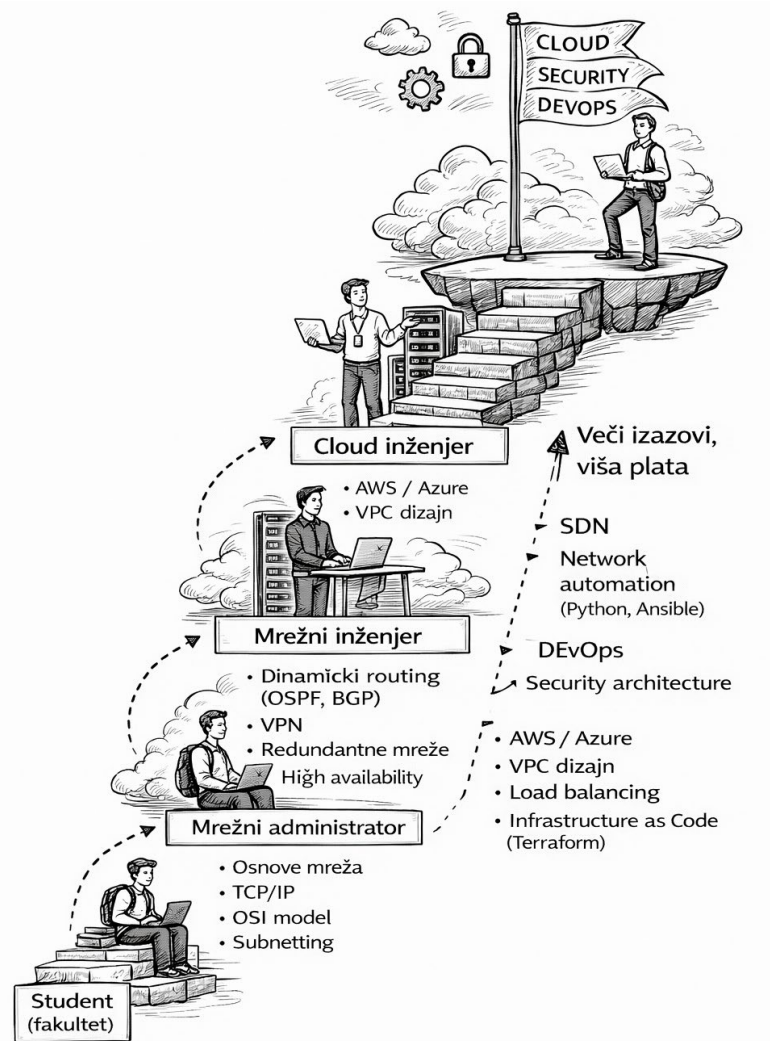 CLOUD
SECURITY
DEVOPS
Cloud inženjer
• AWS / Azure
• VPC dizajn
Mrežni inženjer
• Dinamički routing
(OSPF, BGP)
• VPN
• Redundantne mreže
High availability
Mrežni administrator
• Osnove mreža
• TCP/IP
• OSI model
• Subnetting
Student
(fakultet)
Veči izazovi,
viša plata
SDN
Network
automation
(Python, Ansible)
DEvOps
Security architecture
• AWS / Azure
• VPC dizajn
• Load balancing
• Infrastructure as Code
(Terraform)